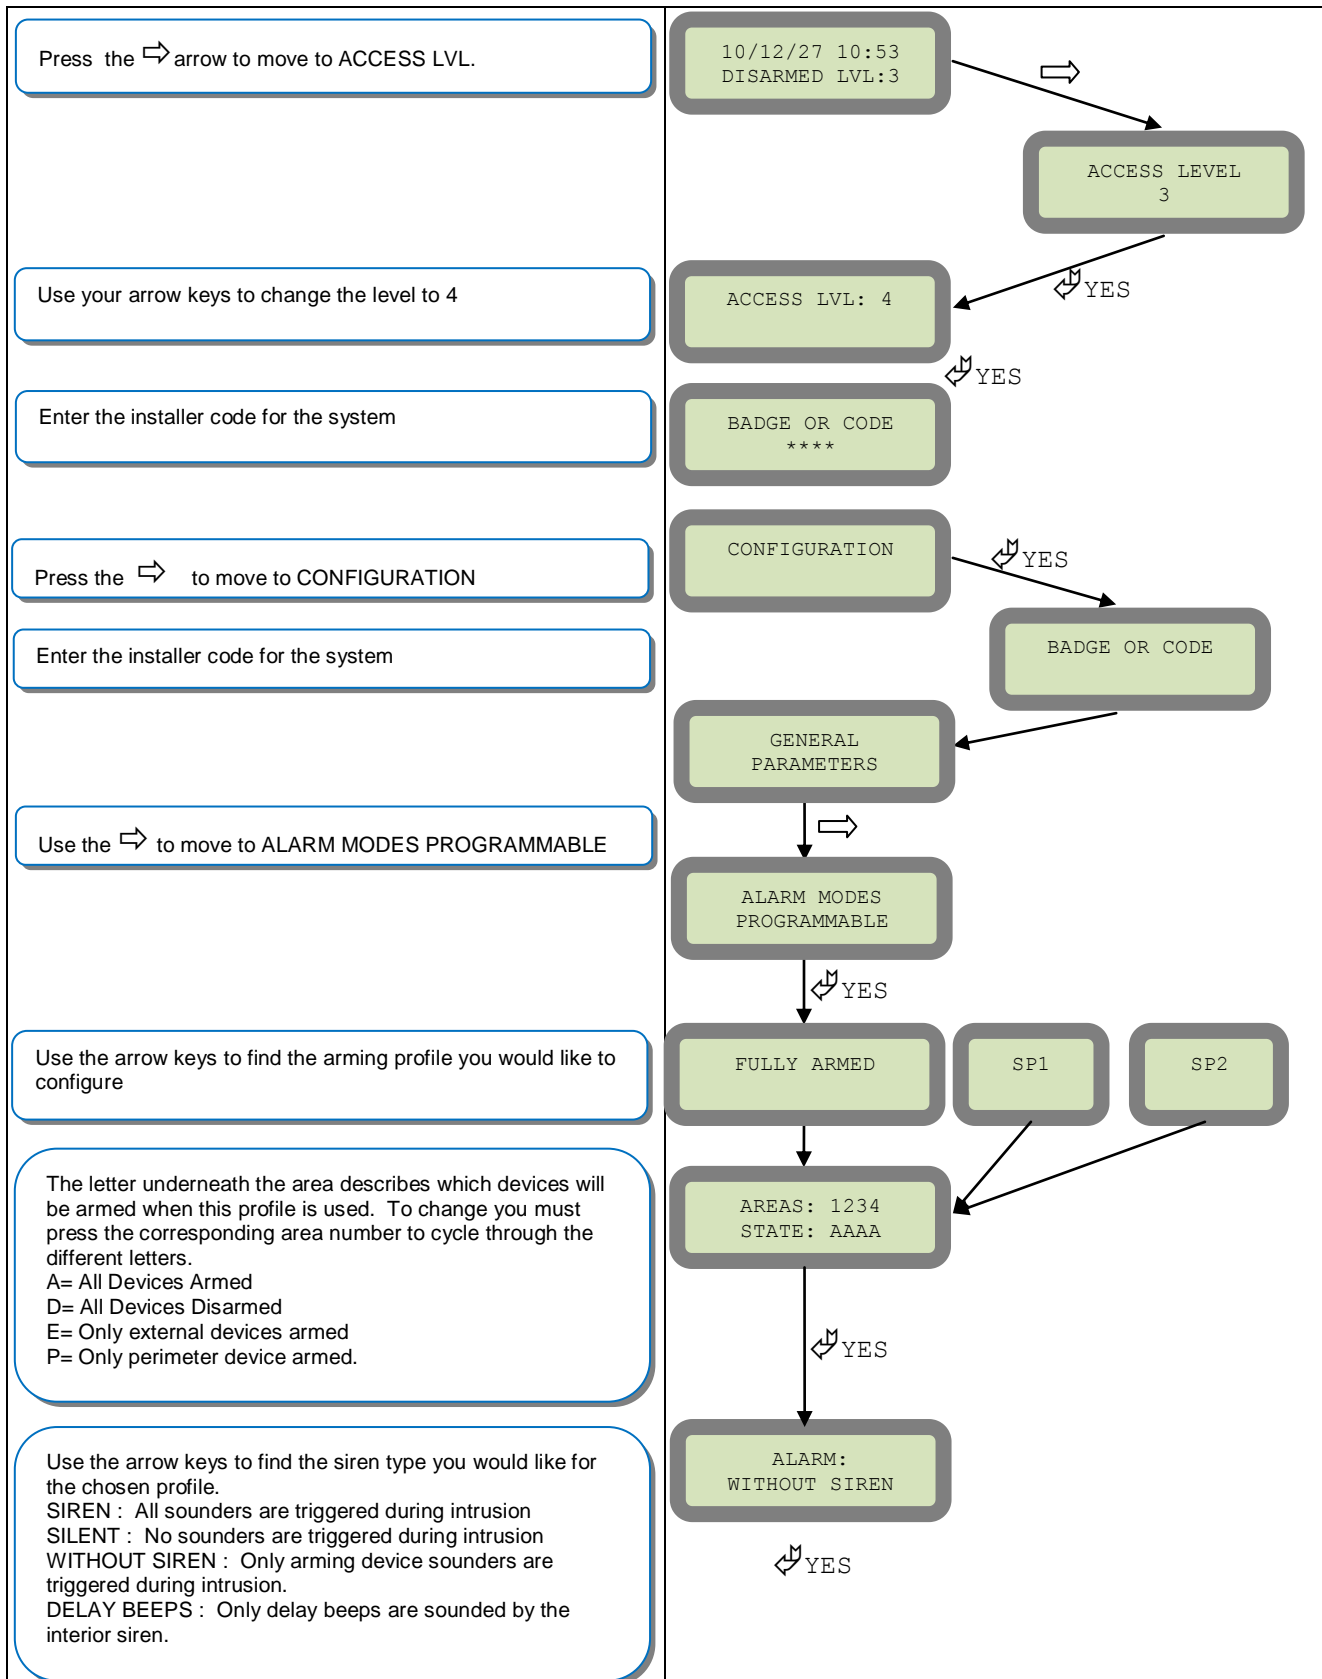 Press the arrow to move to ACCESS LVL.
10/12/27 10:53
DISARMED LVL:3
ACCESS LEVEL
3
YES
Use your arrow keys to change the level to 4
ACCESS LVL: 4
YES
Enter the installer code for the system
BADGE OR CODE
****
Press the to move to CONFIGURATION
CONFIGURATION
YES
Enter the installer code for the system
BADGE OR CODE
GENERAL
PARAMETERS
Use the to move to ALARM MODES PROGRAMMABLE
ALARM MODES
PROGRAMMABLE
YES
Use the arrow keys to find the arming profile you would like to
configure
FULLY ARMED
SP1
SP2
The letter underneath the area describes which devices will
be armed when this profile is used. To change you must
press the corresponding area number to cycle through the
different letters.
A= All Devices Armed
D= All Devices Disarmed
E= Only external devices armed
P= Only perimeter device armed.
AREAS: 1234
STATE: AAAA
YES
Use the arrow keys to find the siren type you would like for
the chosen profile.
SIREN : All sounders are triggered during intrusion
SILENT : No sounders are triggered during intrusion
WITHOUT SIREN : Only arming device sounders are
triggered during intrusion.
DELAY BEEPS : Only delay beeps are sounded by the
interior siren.
ALARM:
WITHOUT SIREN
YES